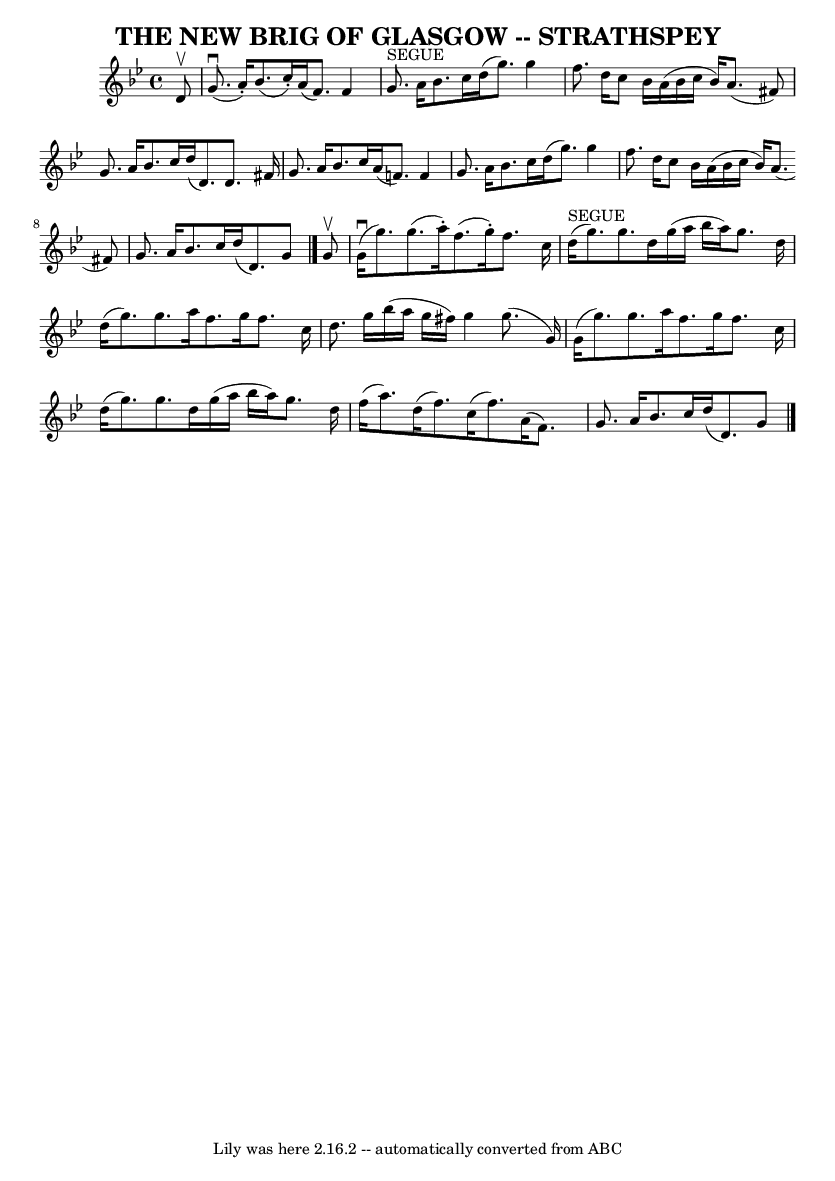 THE NEW BRIG OF GLASGOW -- STRATHSPEY
SEGUE
8
SEGUE
Lily was here 2.16.2 -- automatically converted from ABC